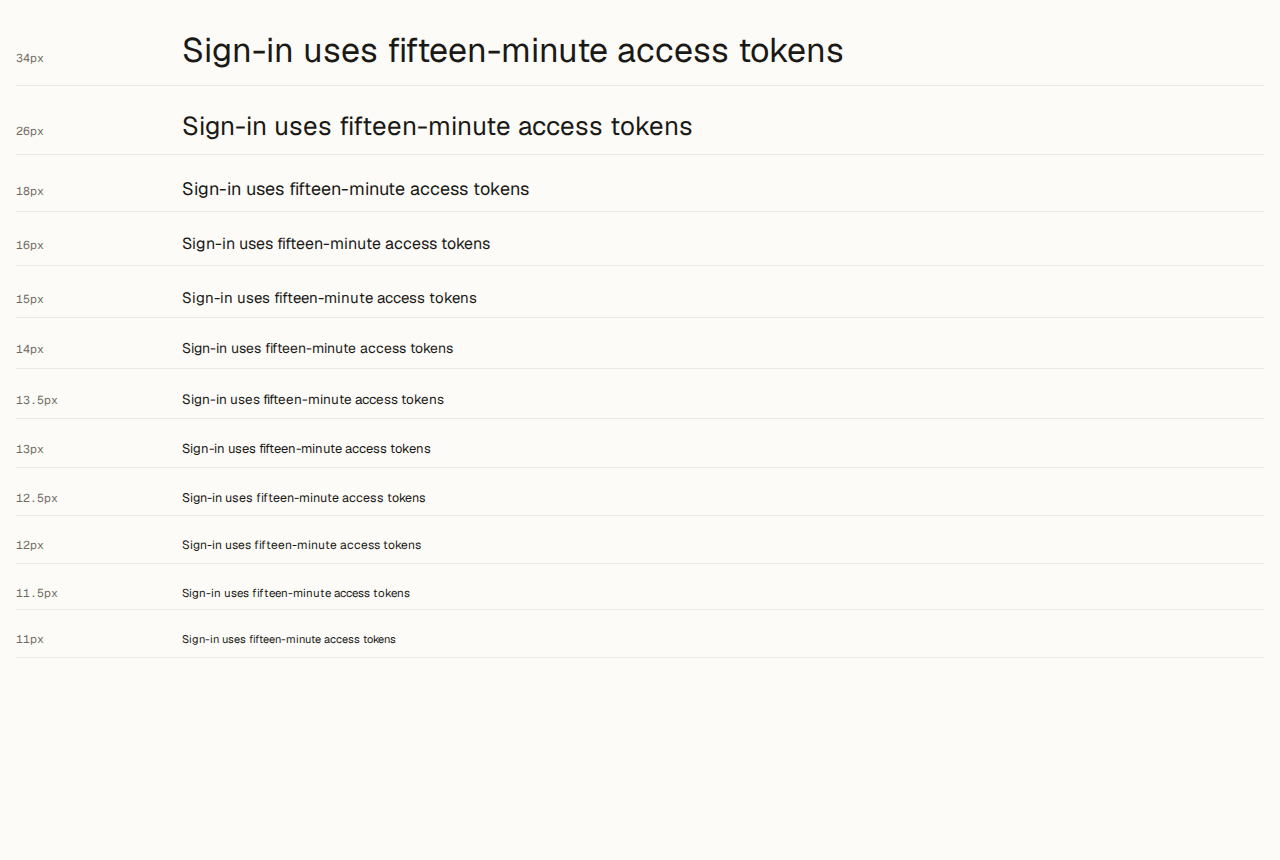 34px Sign-in uses fifteen-minute access tokens
26px Sign-in uses fifteen-minute access tokens
18px Sign-in uses fifteen-minute access tokens
16px Sign-in uses fifteen-minute access tokens
15px Sign-in uses fifteen-minute access tokens
14px Sign-in uses fifteen-minute access tokens
13.5px Sign-in uses fifteen-minute access tokens
13px Sign-in uses fifteen-minute access tokens
12.5px Sign-in uses fifteen-minute access tokens
12px Sign-in uses fifteen-minute access tokens
11.5px Sign-in uses fifteen-minute access tokens
11px Sign-in uses fifteen-minute access tokens